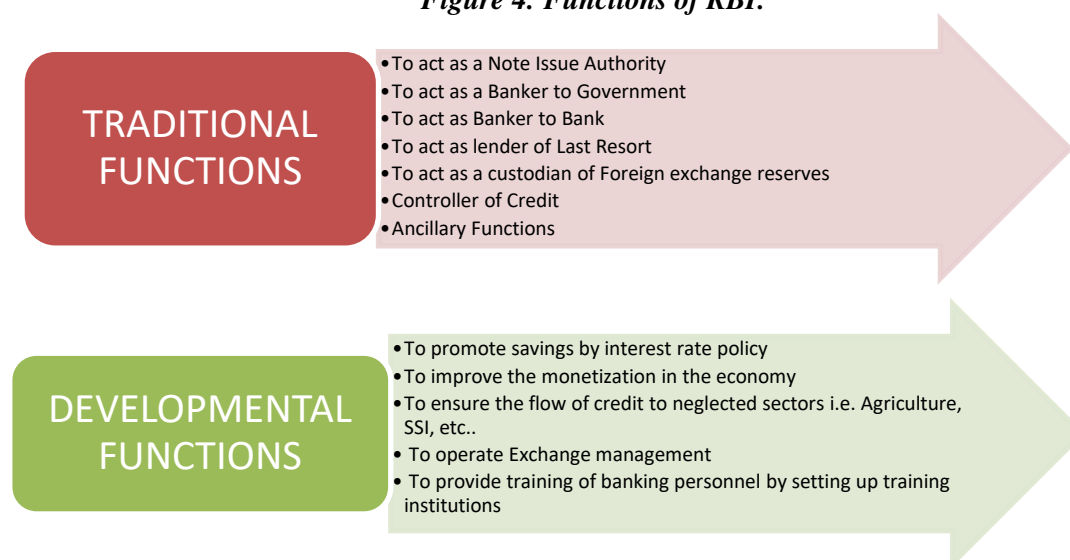 Figure 4: Functions of RBI.
TRADITIONAL
FUNCTIONS
•To act as a Note Issue Authority
•To act as a Banker to Government
•To act as Banker to Bank
•To act as lender of Last Resort
•To act as a custodian of Foreign exchange reserves
•Controller of Credit
•Ancillary Functions
DEVELOPMENTAL
FUNCTIONS
•To promote savings by interest rate policy
•To improve the monetization in the economy
•To ensure the flow of credit to neglected sectors i.e. Agriculture,
SSI, etc..
• To operate Exchange management
• To provide training of banking personnel by setting up training
institutions